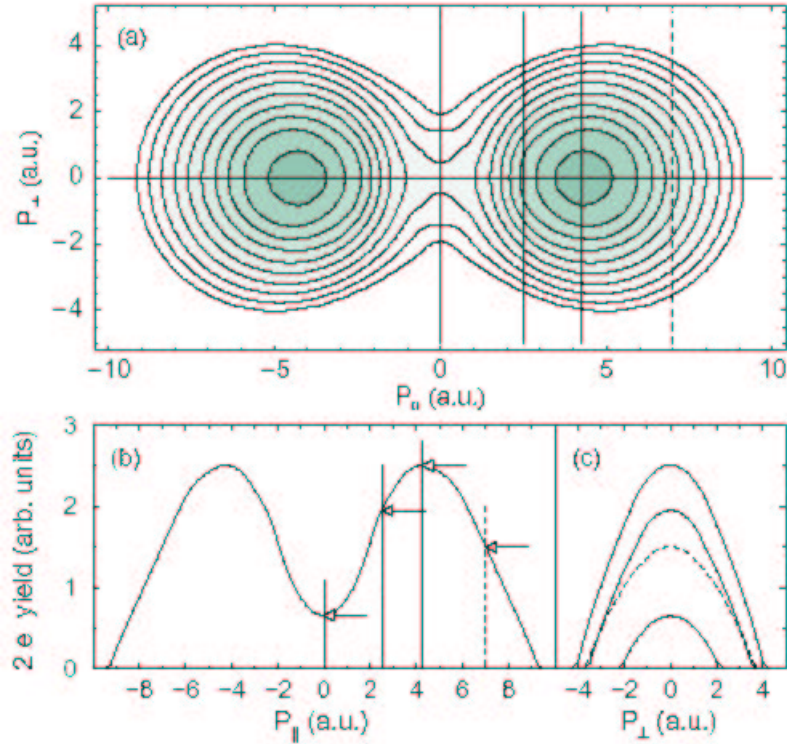 (a)
4
2
0
−2
−4
P⊥ (a.u.)
−10 −5 0 5 10
P∥ (a.u.)
(b)
(c)
3
2
1
0
2 e yield (arb. units)
−8 −6 −4 −2 0 2 4 6 8
−4 −2 0 2 4
P∥ (a.u.)
P⊥ (a.u.)